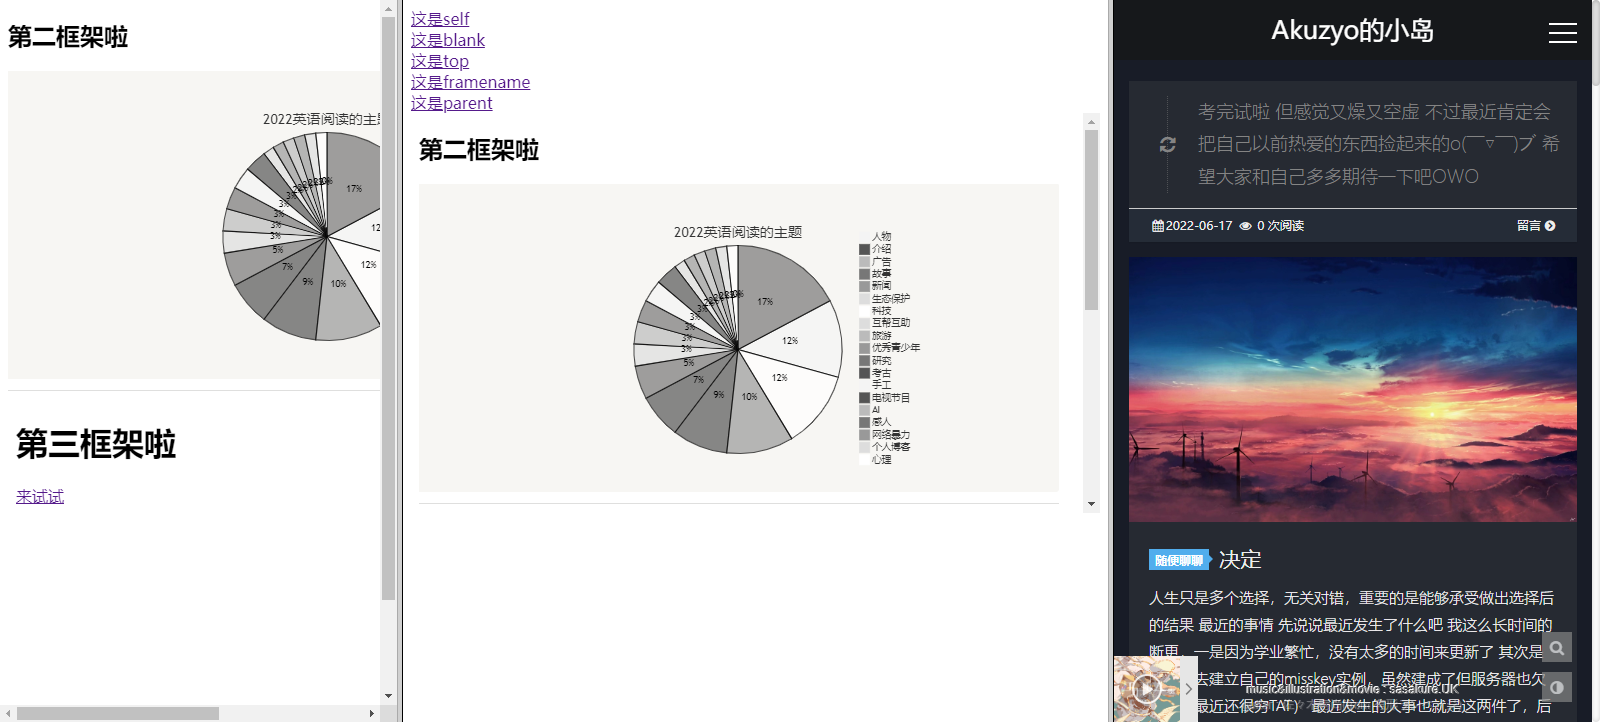 第二框架啦
2022英语阅读的主
17%
12
12%
10%
9%
7%
5%
3%
3%
3%
3%
3%
第三框架啦
来试试
这是self
这是blank
这是top
这是framename
这是parent
第二框架啦
2022英语阅读的主题
17%
12%
12%
10%
9%
7%
5%
3%
3%
3%
3%
3%
人物
介绍
广告
故事
新闻
生态保护
科技
互帮互助
旅游
优秀青少年
研究
考古
手工
电视节目
AI
感人
网络暴力
个人博客
心理
Akuzyo的小岛
考完试啦 但感觉又燥又空虚 不过最近肯定会
把自己以前热爱的东西捡起来的o(￣▽￣)ブ 希
望大家和自己多多期待一下吧OWO
2022-06-17 0 次阅读 留言
随便聊聊 决定
人生只是多个选择，无关对错，重要的是能够承受做出选择后
的结果 最近的事情 先说说最近发生了什么吧 我这么长时间的
断更，一是因为学业繁忙，没有太多的时间来更新了 其次是
去建立自己的misskey实例，虽然建成了但服务器也欠
music&illustration&movie : sasakure.UK
最近还很穷TAT） 最近发生的大事也就是这两件了，后